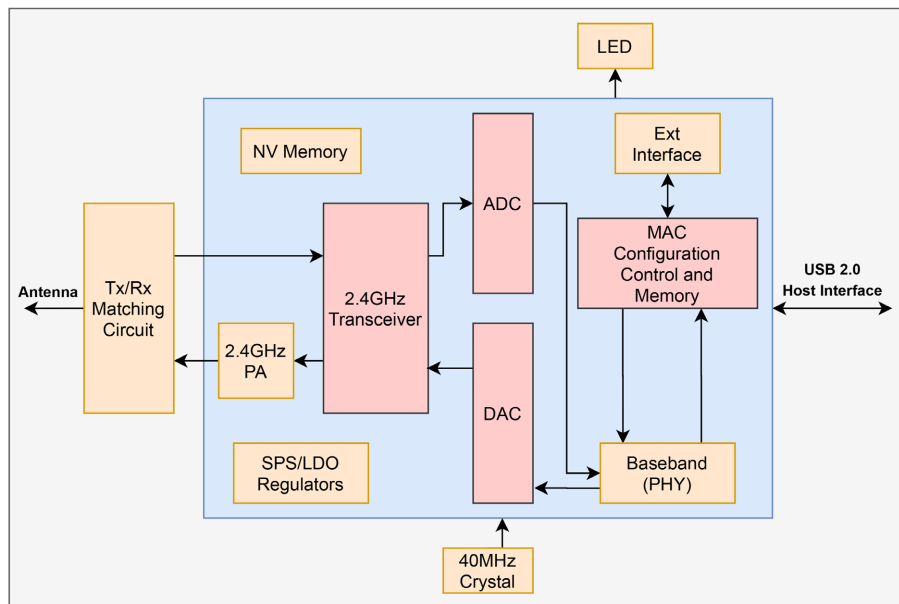 LED
NV Memory
Ext
Interface
ADC
MAC
Configuration
Control and
Memory
Tx/Rx
Matching
Circuit
2.4GHz
Transceiver
2.4GHz
PA
Antenna
USB 2.0
Host Interface
DAC
SPS/LDO
Regulators
Baseband
(PHY)
40MHz
Crystal